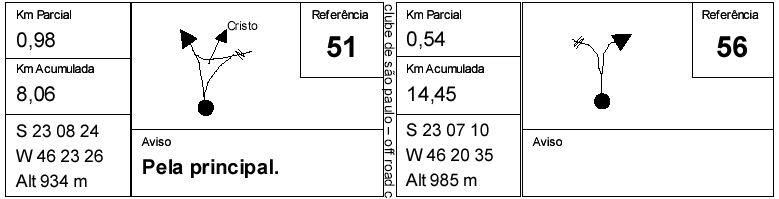 Km Parcial
0,98
Km Acumulada
8,06
S 23 08 24
W 46 23 26
Alt 934 m
Cristo
Referência
51
Aviso
Pela principal.
clube de são paulo – off road c
Km Parcial
0,54
Km Acumulada
14,45
S 23 07 10
W 46 20 35
Alt 985 m
Referência
56
Aviso